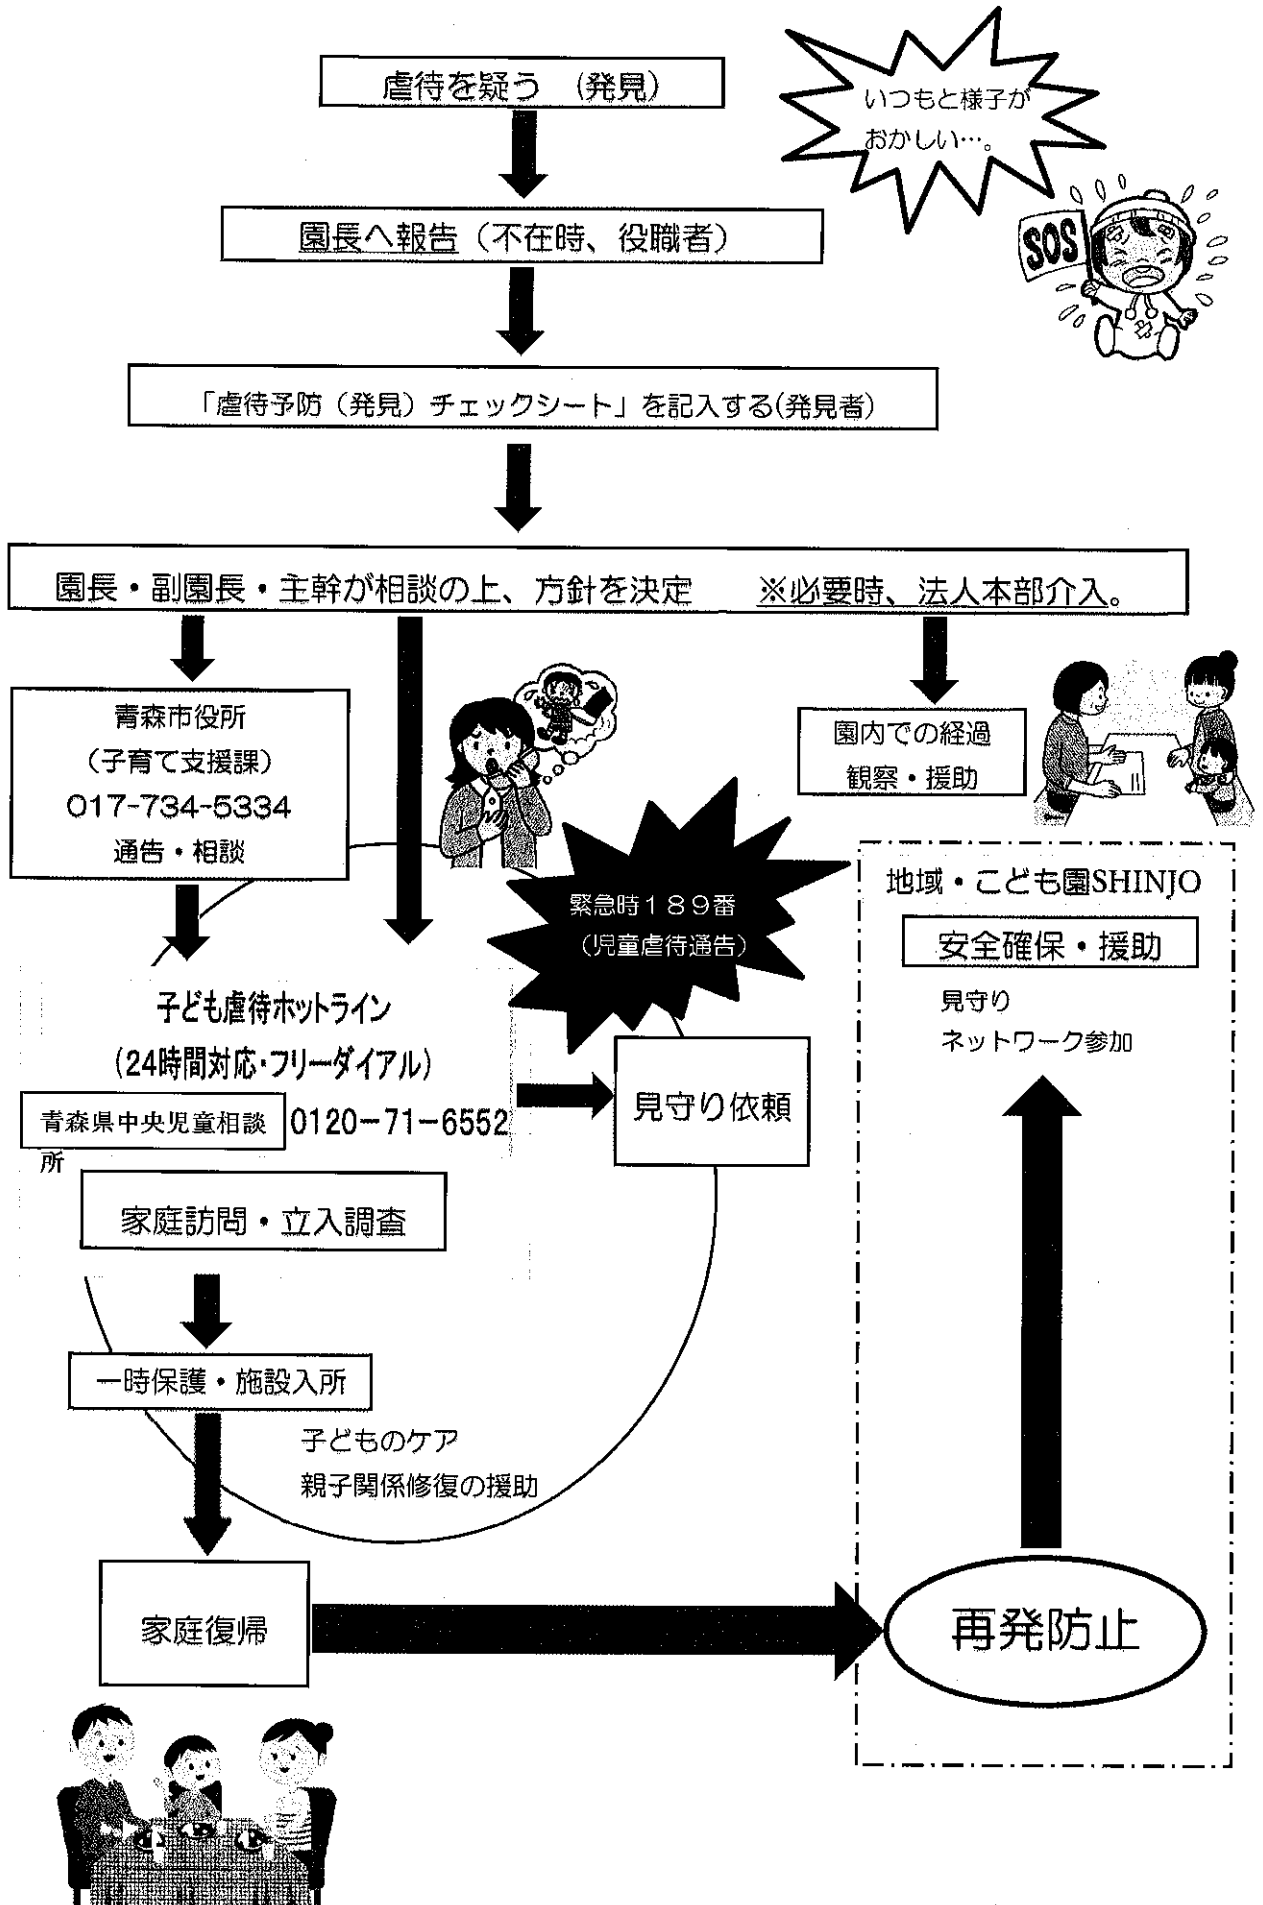 虐待を疑う (発見)
いつもと様子が
おかしい…。
SOS
園長へ報告(不在時、役職者)
「虐待予防(発見)チェックシート」を記入する(発見者)
園長・副園長・主幹が相談の上、方針を決定 ※必要時、法人本部介入。
青森市役所
(子育て支援課)
017-734-5334
通告・相談
園内での経過
観察・援助
緊急時189番
(児童虐待通告)
地域・こども園SHINJO
安全確保・援助
見守り
ネットワーク参加
子ども虐待ホットライン
(24時間対応・フリーダイアル)
青森県中央児童相談
所
0120-71-6552
見守り依頼
家庭訪問・立入調査
一時保護・施設入所
子どものケア
親子関係修復の援助
家庭復帰
再発防止